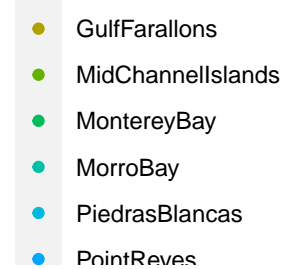 GulfFarallons
MidChannelIslands
MontereyBay
MorroBay
PiedrasBlancas
PointReyes